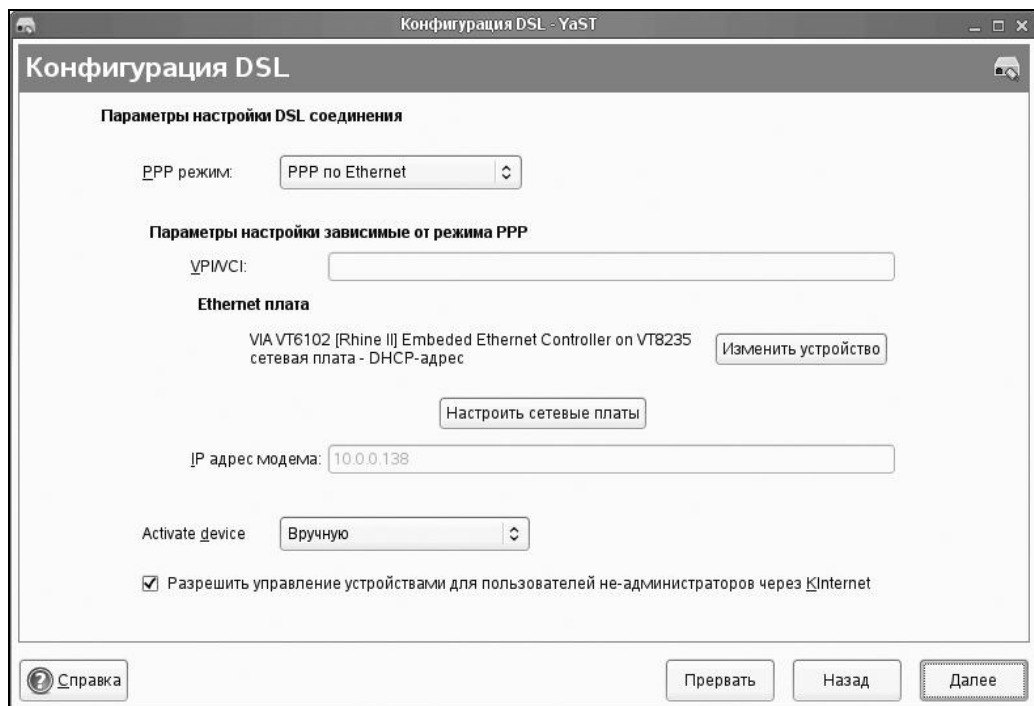 Конфигурация DSL - YaST
Конфигурация DSL
Параметры настройки DSL соединения
PPP режим: PPP по Ethernet
Параметры настройки зависимые от режима PPP
VPI/VCI:
Ethernet плата
VIA VT6102 [Rhine II] Embeded Ethernet Controller on VT8235
сетевая плата - DHCP-адрес
Изменить устройство
Настроить сетевые платы
IP адрес модема: 10.0.0.138
Activate device Вручную
Разрешить управление устройствами для пользователей не-администраторов через KInternet
Справка Прервать Назад Далее